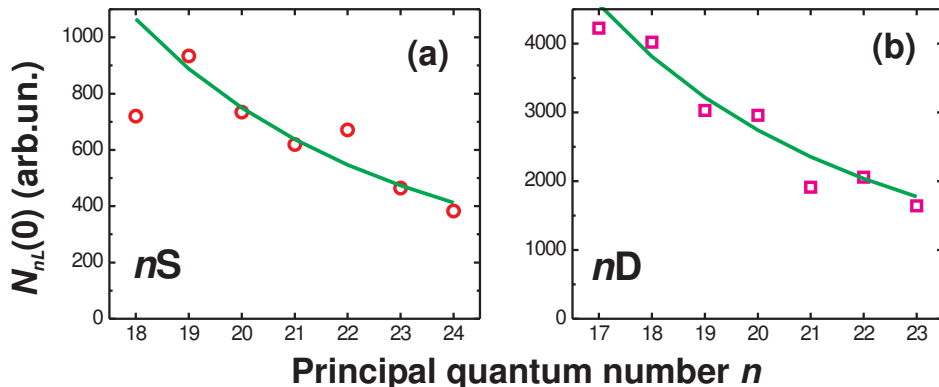 N_nL(0) (arb.un.)
1000
800
600
400
200
0
(a)
nS
18 19 20 21 22 23 24
4000
3000
2000
1000
0
(b)
nD
17 18 19 20 21 22 23
Principal quantum number n